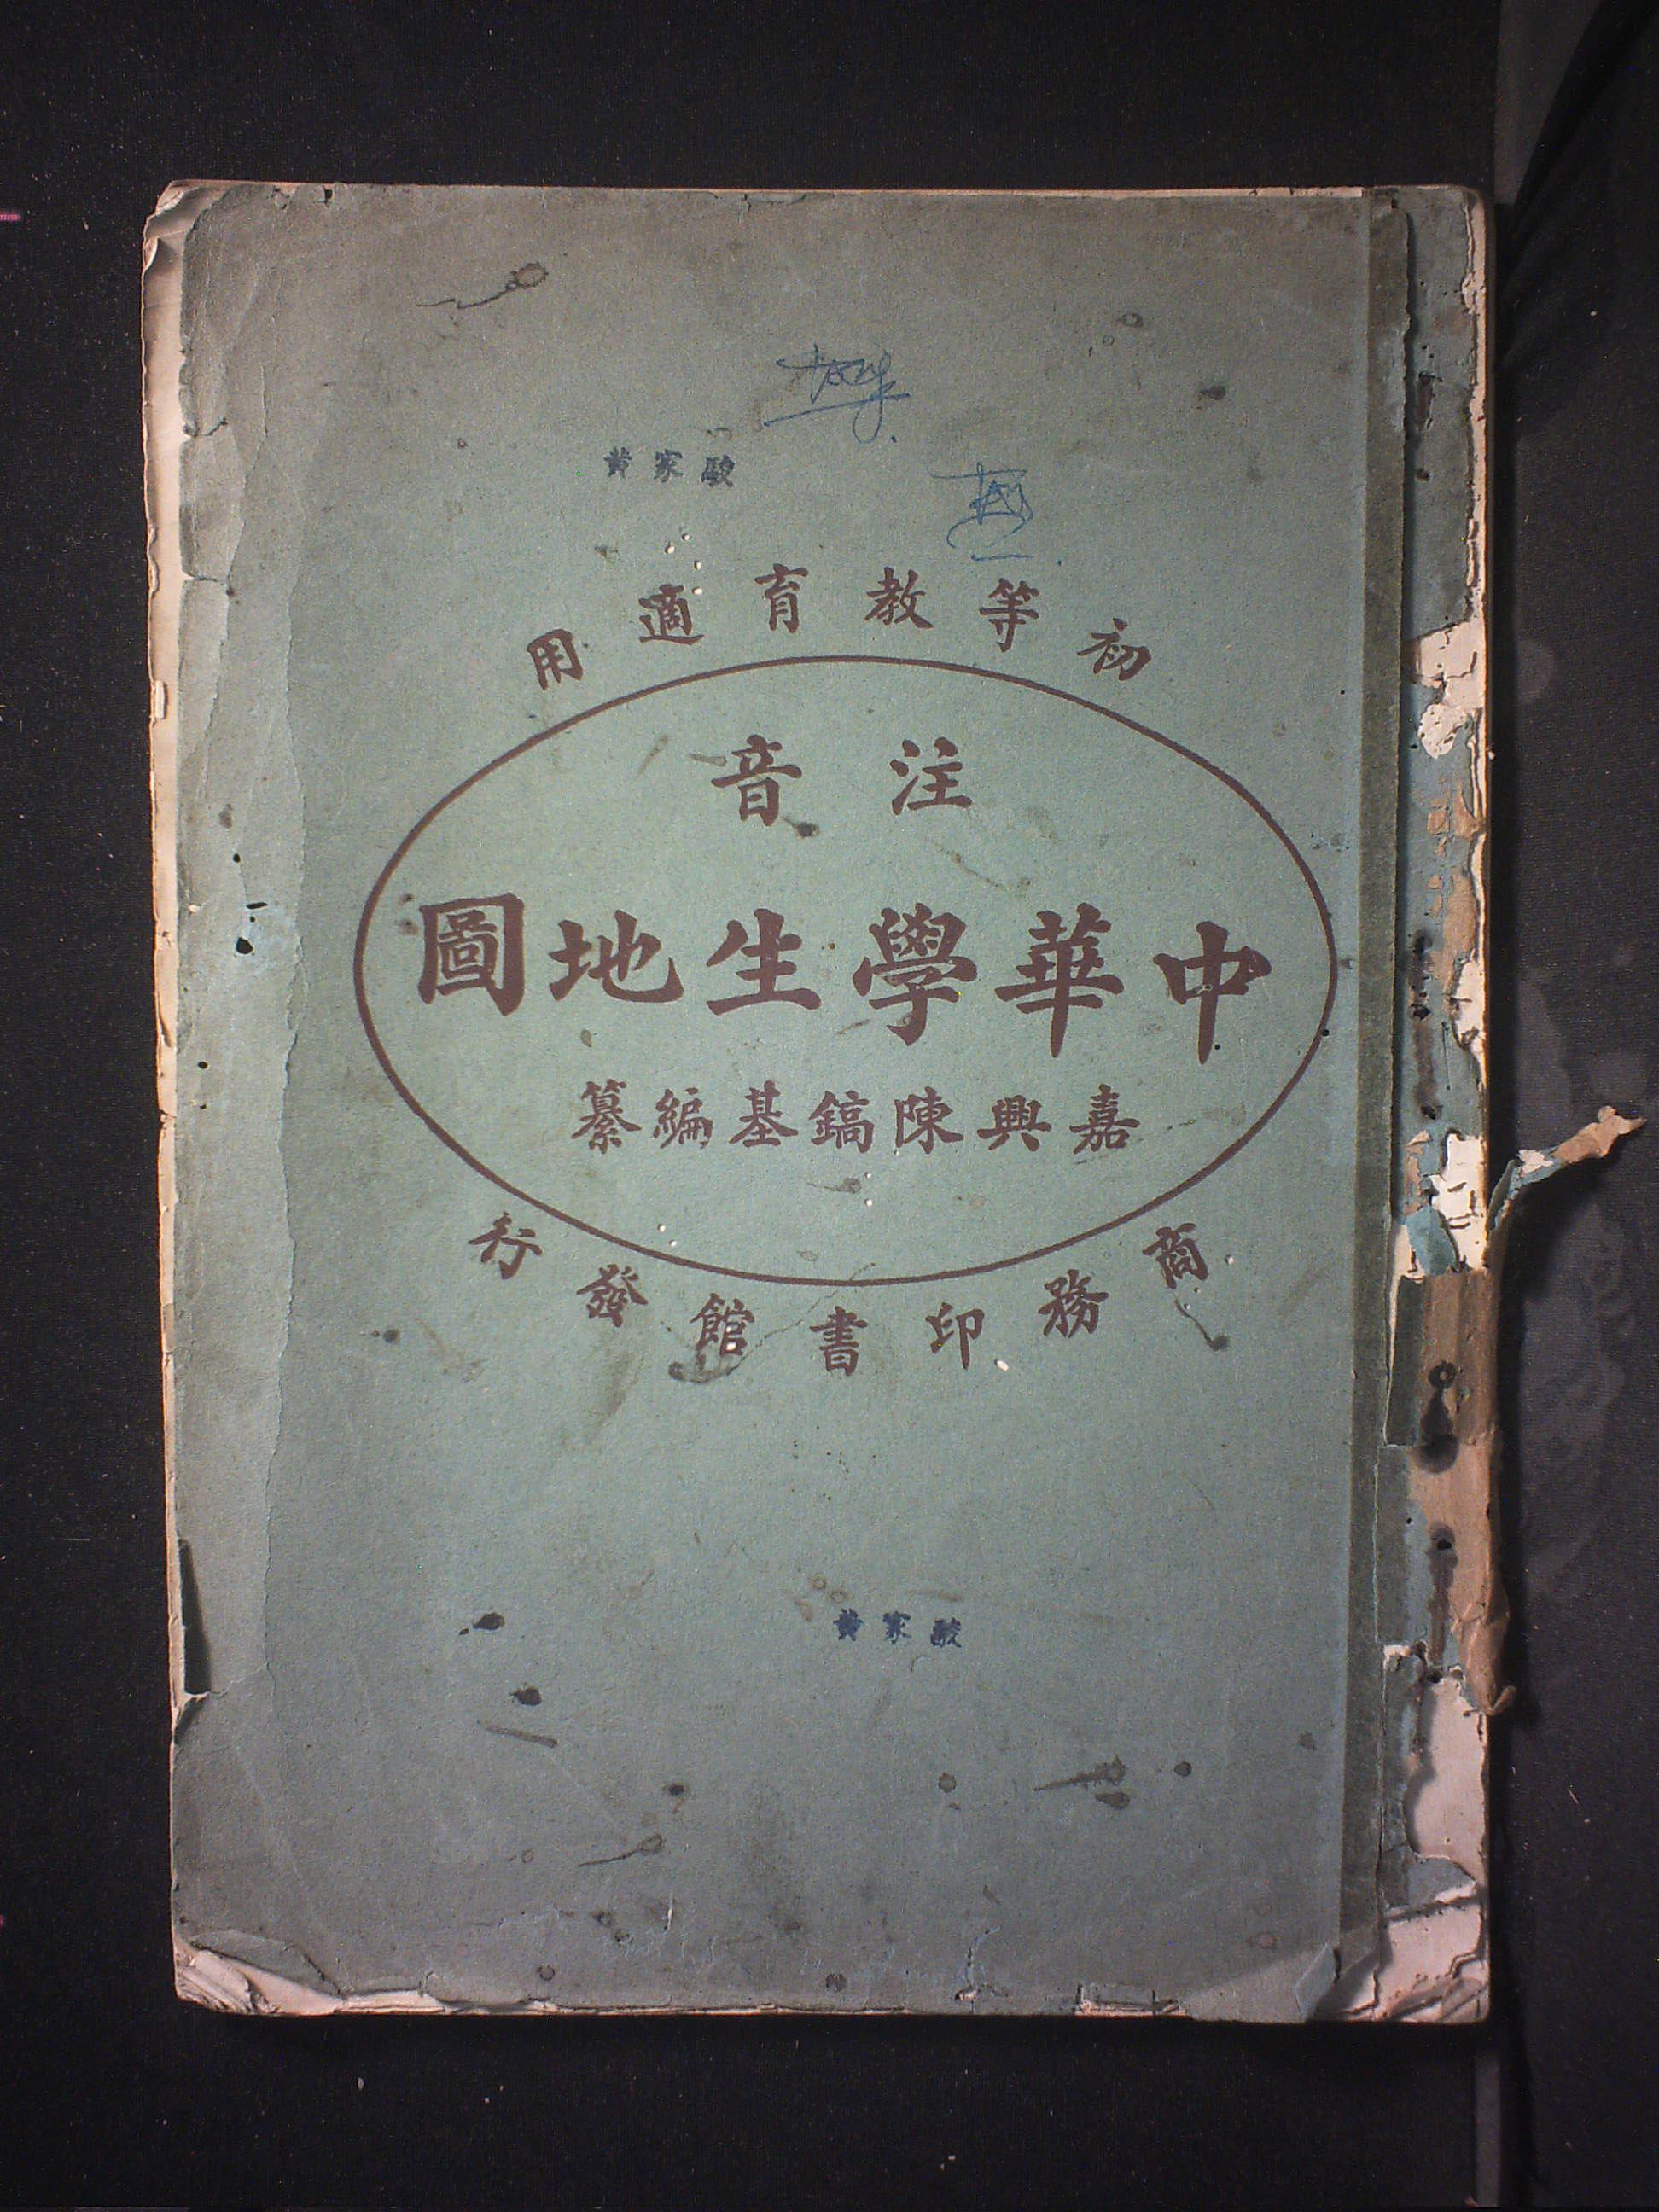 黃家駿
初等教育適用
注音
中華學生地圖
嘉興陳鎬基編纂
商務印書館發行
黃家駿